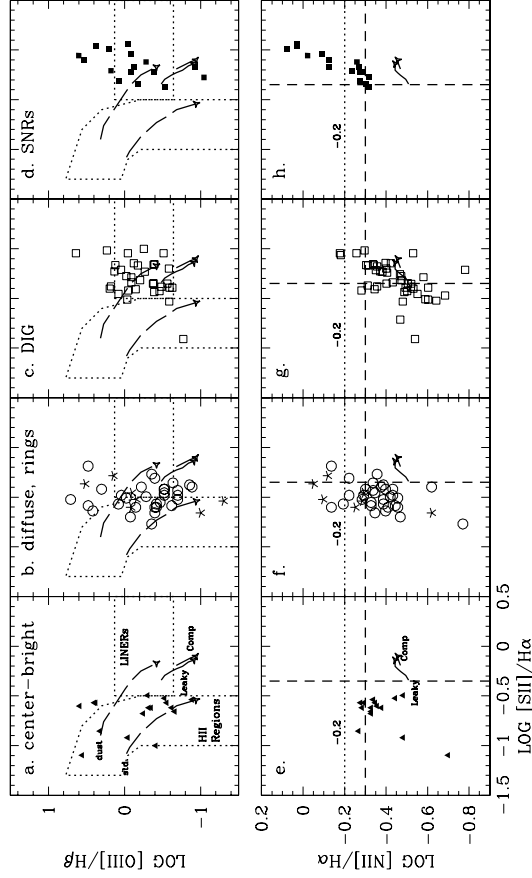 a. center-bright
b. diffuse, rings
c. DIG
d. SNRs
LOG [OIII]/Hβ
1
0
-1
dust
std.
LINERs
Leaky
Comp
HII
Regions
e.
f.
g.
h.
LOG [NII]/Hα
0.2
0
-0.2
-0.4
-0.6
-0.8
-0.2
-0.2
-0.2
-0.2
Comp
Leaky
-1.5
-1
-0.5
0
0.5
LOG [SII]/Hα